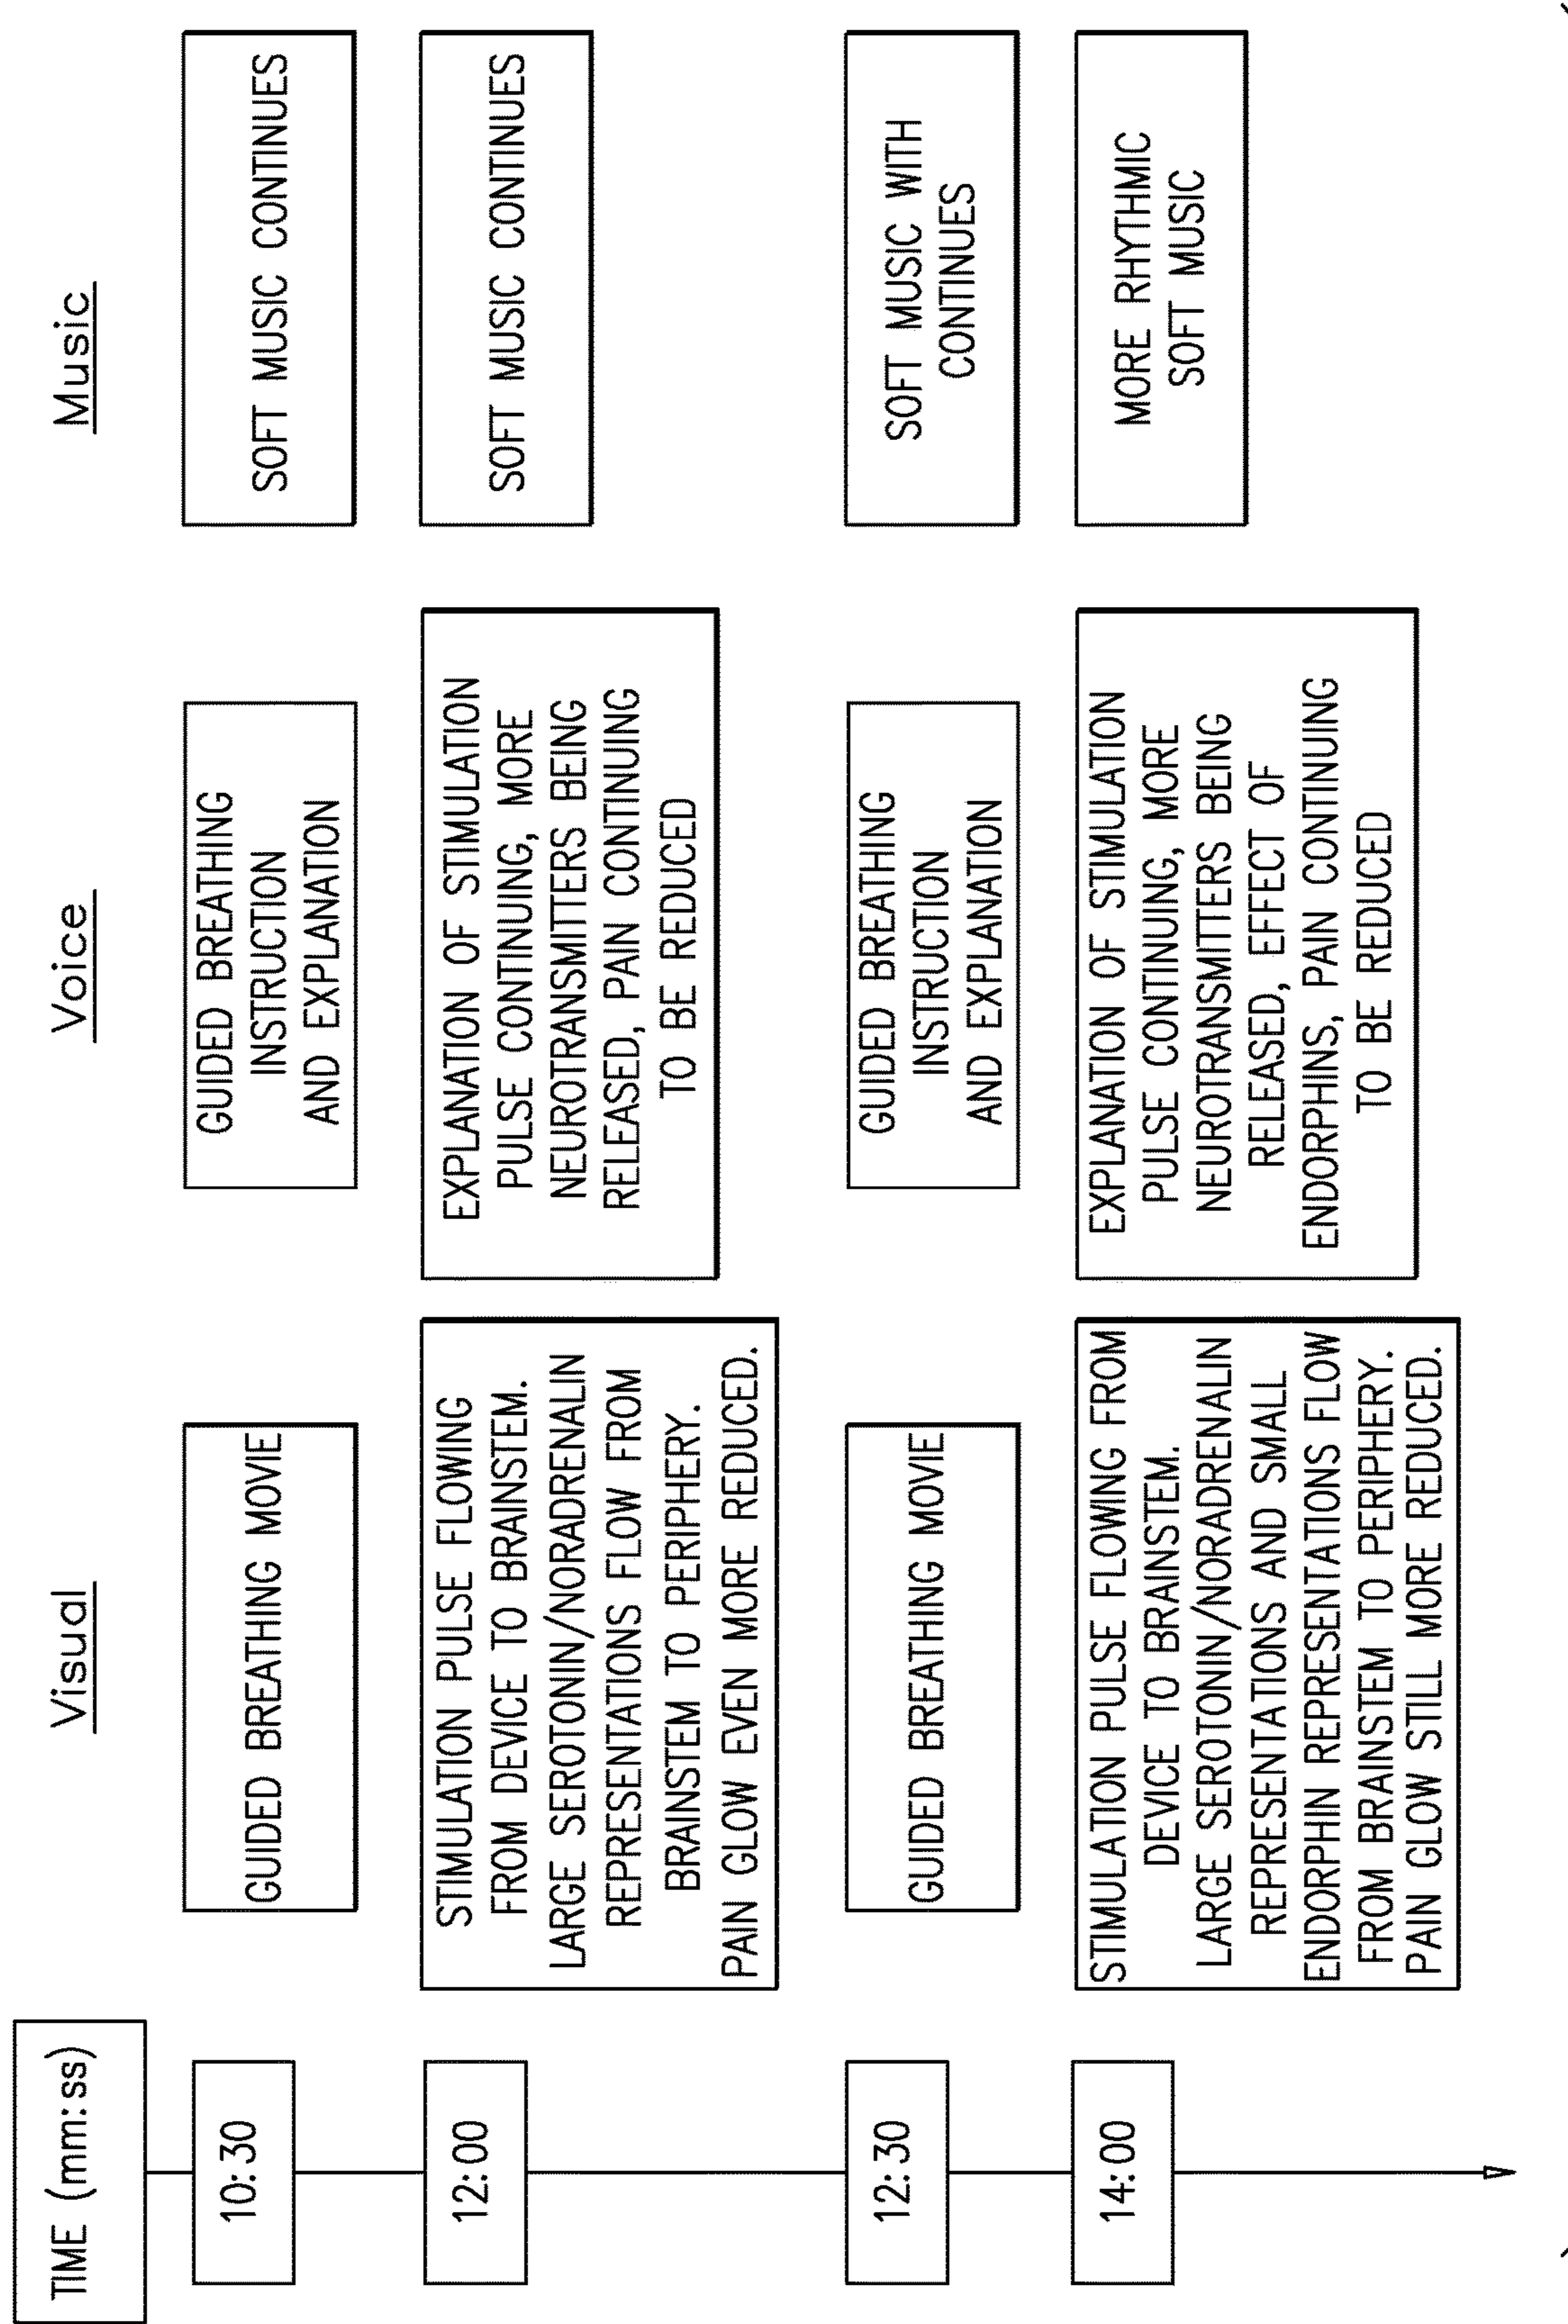 TIME (mm:ss)
Visual
Voice
Music
10:30
GUIDED BREATHING MOVIE
GUIDED BREATHING
INSTRUCTION
AND EXPLANATION
SOFT MUSIC CONTINUES
12:00
STIMULATION PULSE FLOWING
FROM DEVICE TO BRAINSTEM.
LARGE SEROTONIN/NORADRENALIN
REPRESENTATIONS FLOW FROM
BRAINSTEM TO PERIPHERY.
PAIN GLOW EVEN MORE REDUCED.
EXPLANATION OF STIMULATION
PULSE CONTINUING, MORE
NEUROTRANSMITTERS BEING
RELEASED, PAIN CONTINUING
TO BE REDUCED
SOFT MUSIC CONTINUES
12:30
GUIDED BREATHING MOVIE
GUIDED BREATHING
INSTRUCTION
AND EXPLANATION
SOFT MUSIC WITH
CONTINUES
14:00
STIMULATION PULSE FLOWING FROM
DEVICE TO BRAINSTEM.
LARGE SEROTONIN/NORADRENALIN
REPRESENTATIONS AND SMALL
ENDORPHIN REPRESENTATIONS FLOW
FROM BRAINSTEM TO PERIPHERY.
PAIN GLOW STILL MORE REDUCED.
EXPLANATION OF STIMULATION
PULSE CONTINUING, MORE
NEUROTRANSMITTERS BEING
RELEASED, EFFECT OF
ENDORPHINS, PAIN CONTINUING
TO BE REDUCED
MORE RHYTHMIC
SOFT MUSIC